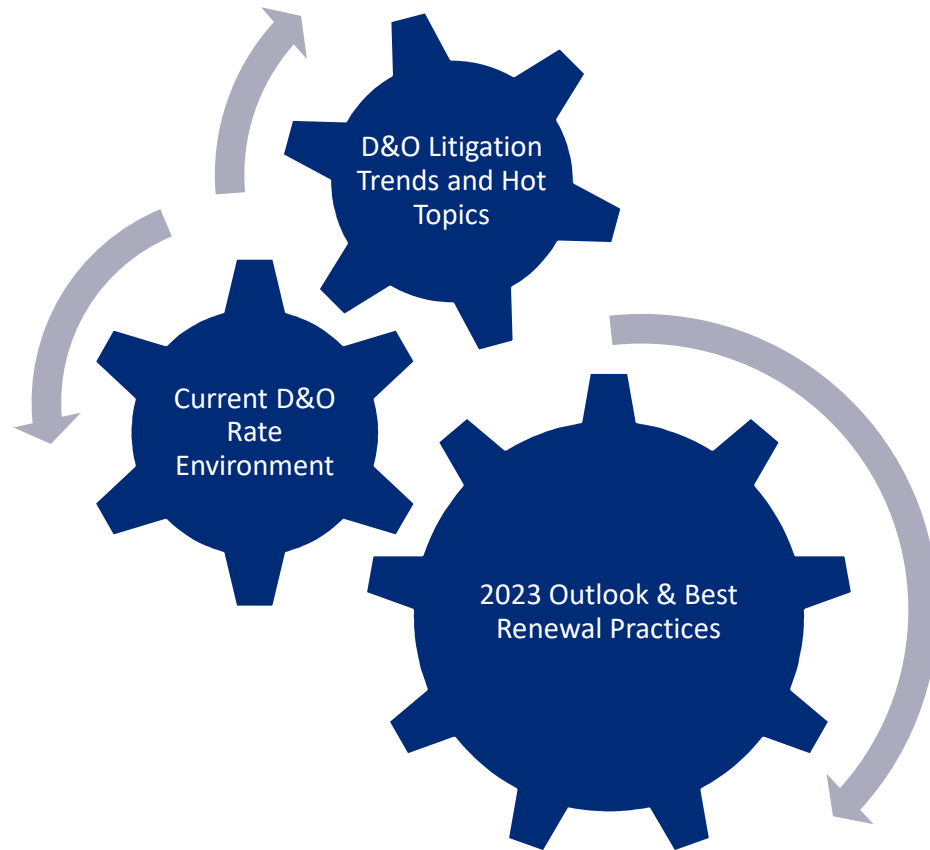 D&O Litigation
Trends and Hot
Topics
Current D&O
Rate
Environment
2023 Outlook & Best
Renewal Practices